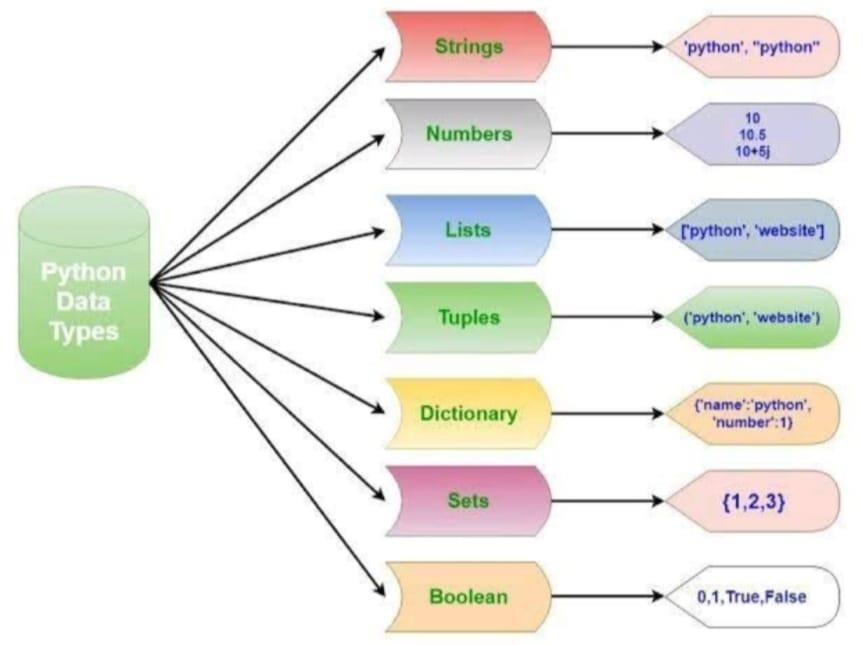 Python
Data
Types
Strings
'python', "python"
Numbers
10
10.5
10+5j
Lists
['python', 'website']
Tuples
('python', 'website')
Dictionary
{'name':'python',
'number':1}
Sets
{1,2,3}
Boolean
0,1,True,False